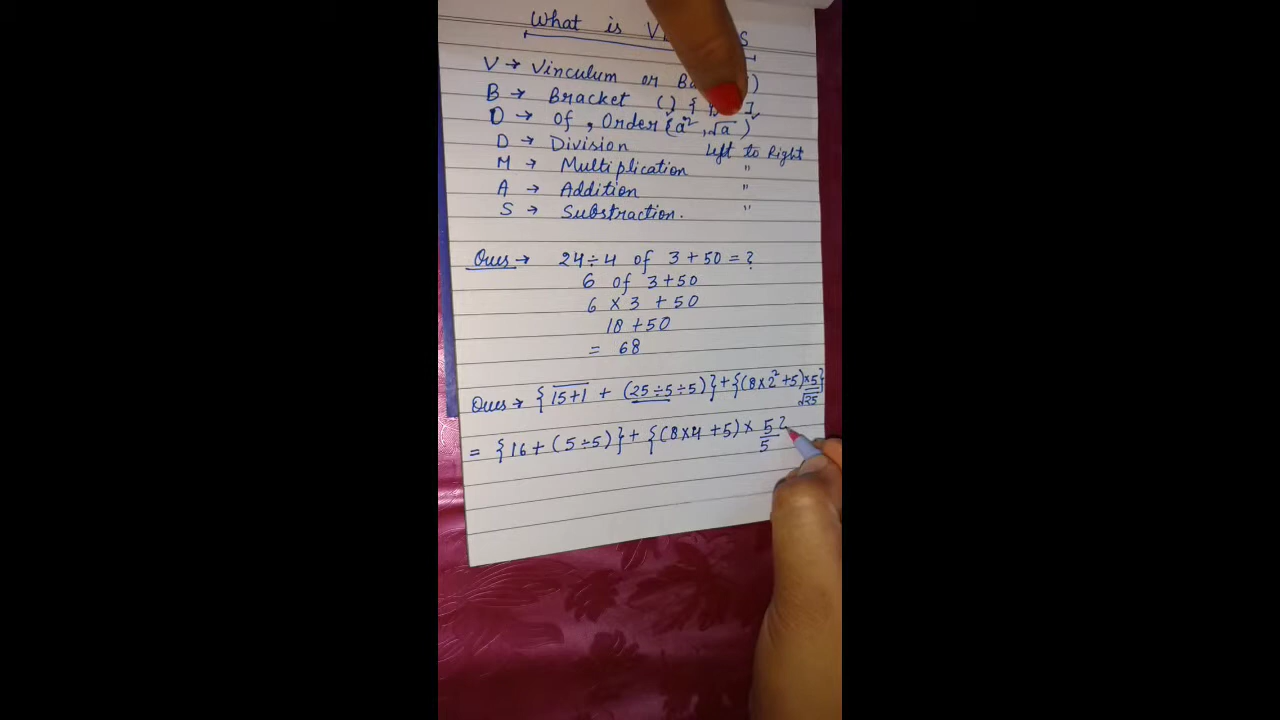 What is V S
V → Vinculum or Ba )
B → Bracket () { ]
O → Of, Order (a², √a )
D → Division Left to Right
M → Multiplication "
A → Addition "
S → Substraction. "
Ques → 24÷4 of 3+50 = ?
6 of 3+50
6 × 3 + 50
18 +50
= 68
Ques → { 15+1 + (25÷5÷5)} + {(8×2²+5)×5/√25}
= {16 + (5÷5)} + {(8×4 +5) × 5/5